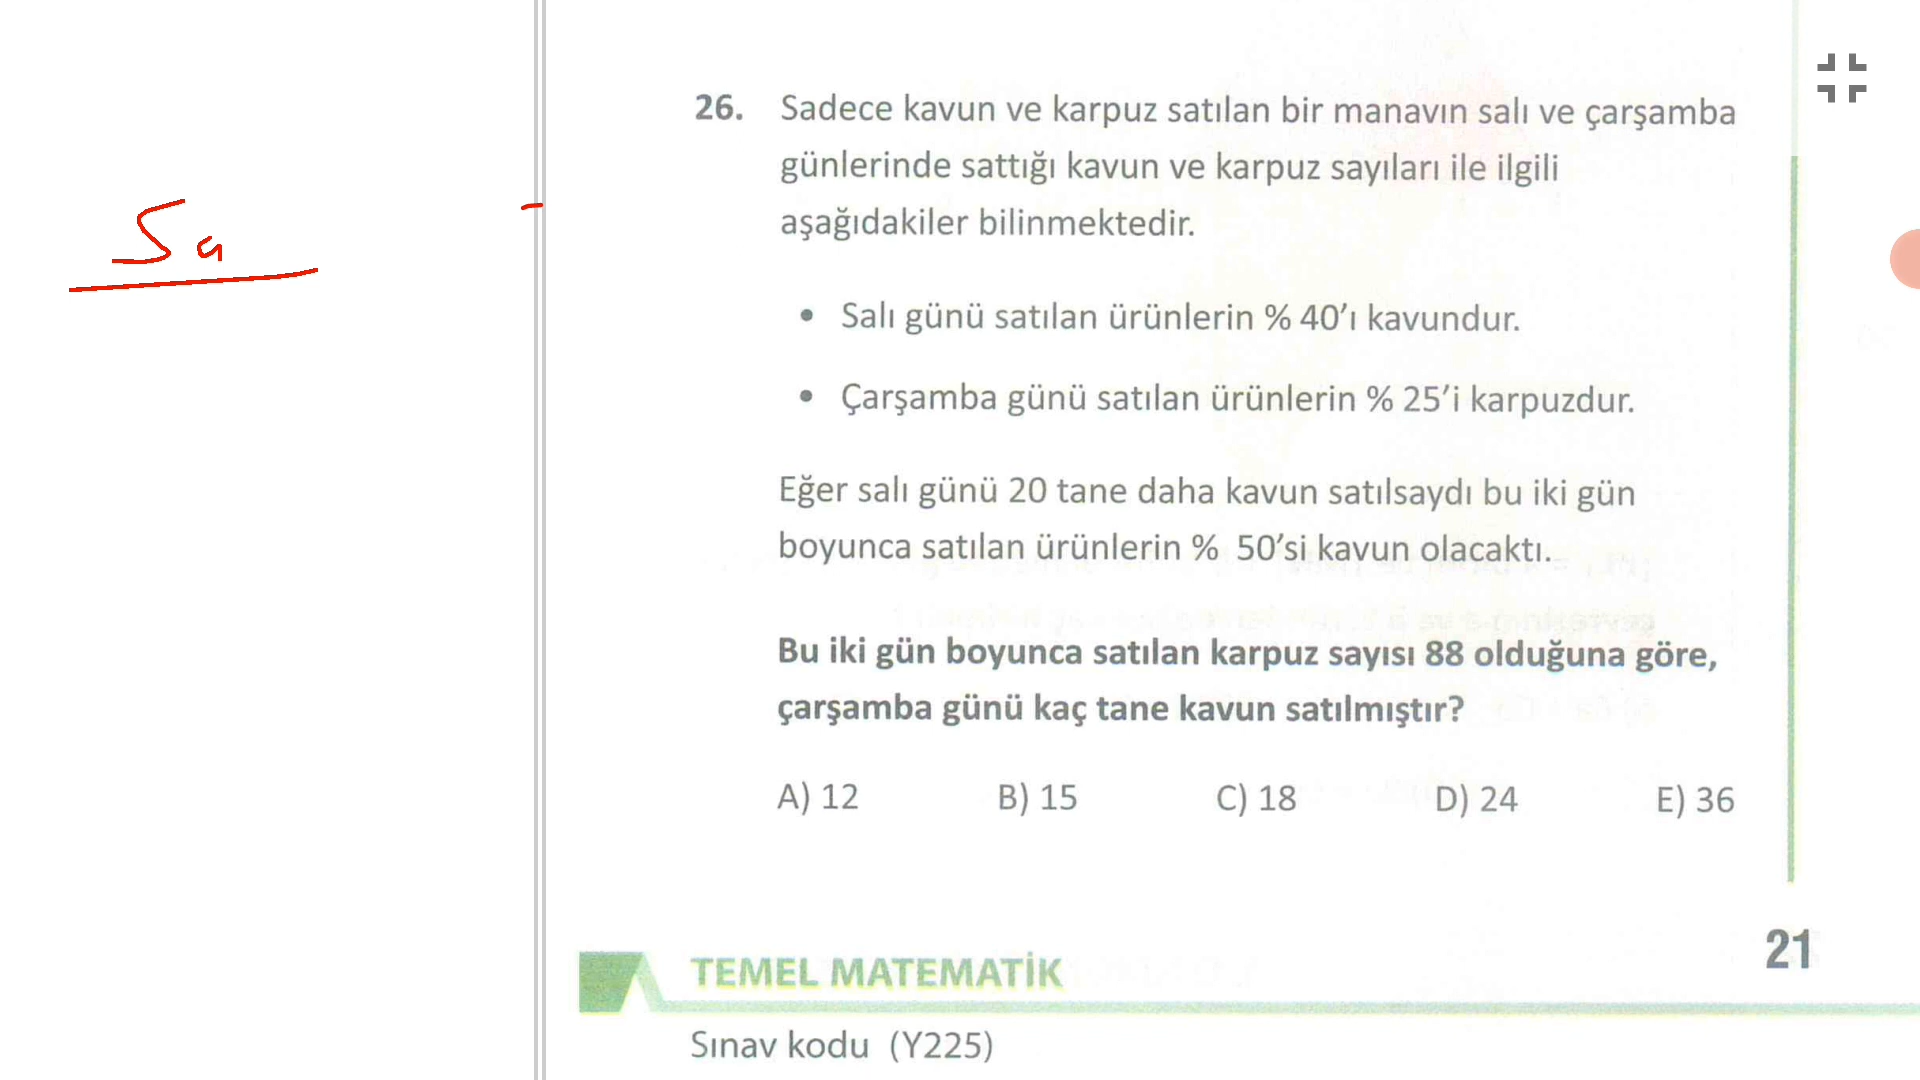 Sa
26. Sadece kavun ve karpuz satılan bir manavın salı ve çarşamba
günlerinde sattığı kavun ve karpuz sayıları ile ilgili
aşağıdakiler bilinmektedir.
• Salı günü satılan ürünlerin % 40'ı kavundur.
• Çarşamba günü satılan ürünlerin % 25'i karpuzdur.
Eğer salı günü 20 tane daha kavun satılsaydı bu iki gün
boyunca satılan ürünlerin % 50'si kavun olacaktı.
Bu iki gün boyunca satılan karpuz sayısı 88 olduğuna göre,
çarşamba günü kaç tane kavun satılmıştır?
A) 12 B) 15 C) 18 D) 24 E) 36
21
TEMEL MATEMATİK
Sınav kodu (Y225)